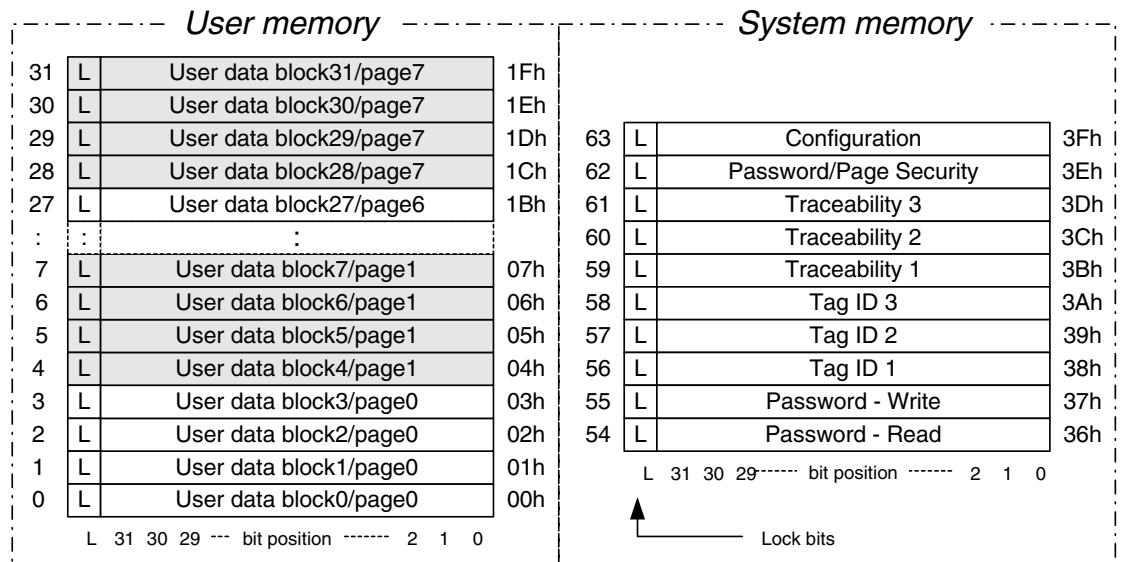 User memory
31 L User data block31/page7 1Fh
30 L User data block30/page7 1Eh
29 L User data block29/page7 1Dh
28 L User data block28/page7 1Ch
27 L User data block27/page6 1Bh
: : :
7 L User data block7/page1 07h
6 L User data block6/page1 06h
5 L User data block5/page1 05h
4 L User data block4/page1 04h
3 L User data block3/page0 03h
2 L User data block2/page0 02h
1 L User data block1/page0 01h
0 L User data block0/page0 00h
L 31 30 29 --- bit position ------- 2 1 0
System memory
63 L Configuration 3Fh
62 L Password/Page Security 3Eh
61 L Traceability 3 3Dh
60 L Traceability 2 3Ch
59 L Traceability 1 3Bh
58 L Tag ID 3 3Ah
57 L Tag ID 2 39h
56 L Tag ID 1 38h
55 L Password - Write 37h
54 L Password - Read 36h
L 31 30 29------ bit position ------- 2 1 0
Lock bits